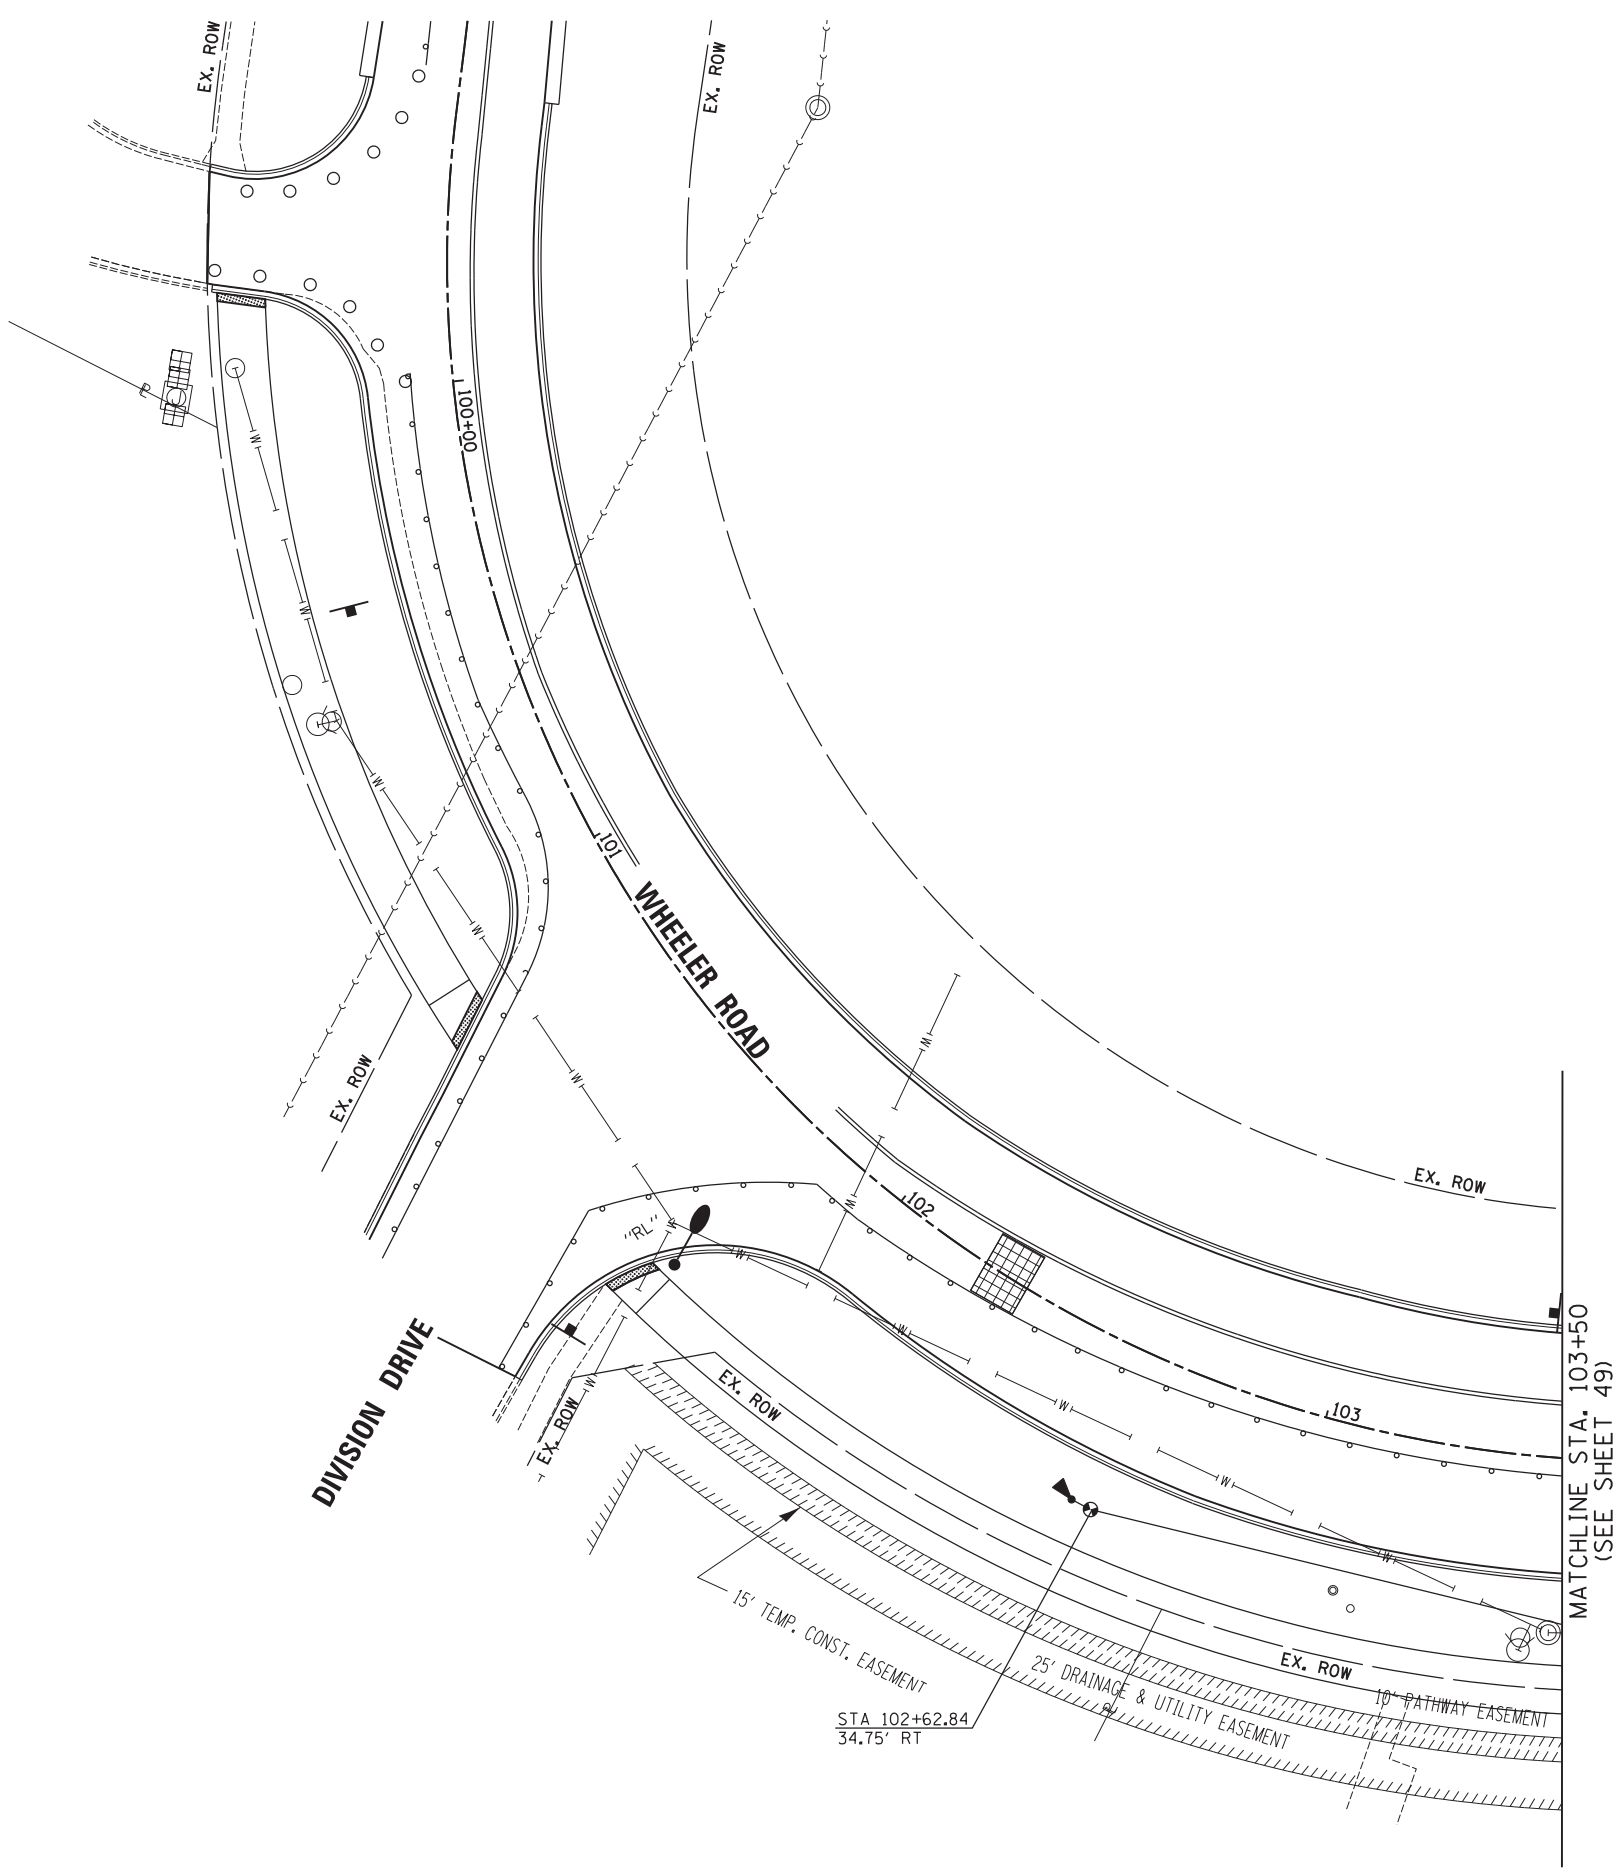 EX. ROW
EX. ROW
100+00
W
W
101
W
W
WHEELER ROAD
W
W
EX. ROW
W
W
102
EX. ROW
"RL"
W
W
W
DIVISION DRIVE
W
EX. ROW
EX. ROW
W
103
W
W
MATCHLINE STA. 103+50
(SEE SHEET 49)
15' TEMP. CONST. EASEMENT
25' DRAINAGE & UTILITY EASEMENT
EX. ROW
10' PATHWAY EASEMENT
STA 102+62.84
34.75' RT